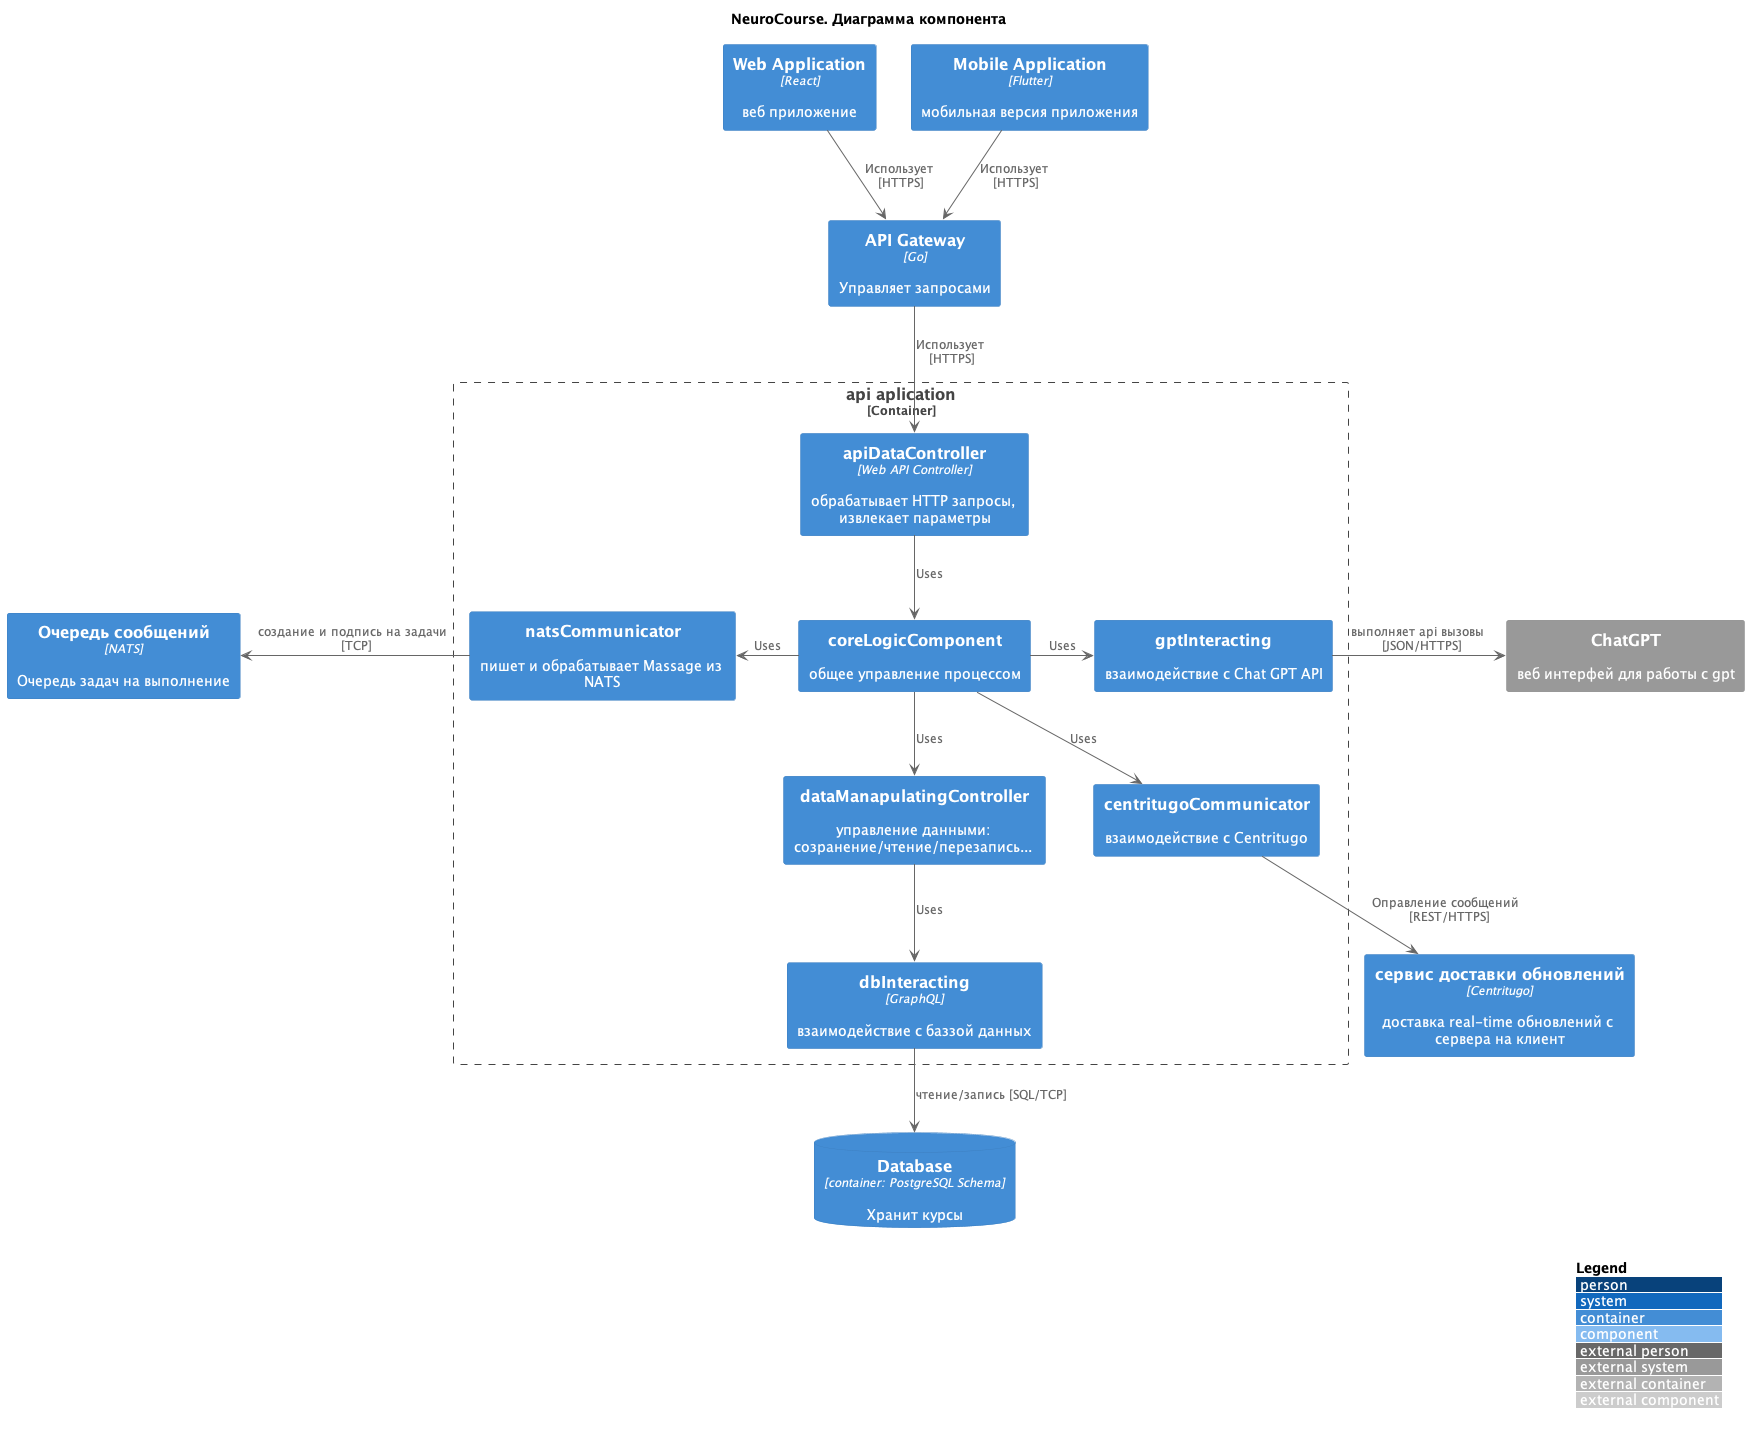 NeuroCourse. Диаграмма компонента
Web Application
[React]
веб приложение
Mobile Application
[Flutter]
мобильная версия приложения
Использует
[HTTPS]
Использует
[HTTPS]
API Gateway
[Go]
Управляет запросами
Использует
[HTTPS]
api aplication
[Container]
apiDataController
[Web API Controller]
обрабатывает HTTP запросы,
извлекает параметры
Uses
Очередь сообщений
[NATS]
Очередь задач на выполнение
создание и подпись на задачи
[TCP]
natsCommunicator
пишет и обрабатывает Massage из
NATS
Uses
coreLogicComponent
общее управление процессом
Uses
gptInteracting
взаимодействие с Chat GPT API
выполняет api вызовы
[JSON/HTTPS]
ChatGPT
веб интерфей для работы с gpt
Uses
Uses
dataManapulatingController
управление данными:
созранение/чтение/перезапись...
centritugoCommunicator
взаимодействие с Centritugo
Uses
Оправление сообщений
[REST/HTTPS]
dbInteracting
[GraphQL]
взаимодействие с баззой данных
сервис доставки обновлений
[Centritugo]
доставка real-time обновлений с
сервера на клиент
чтение/запись [SQL/TCP]
Database
[container: PostgreSQL Schema]
Хранит курсы
Legend
person
system
container
component
external person
external system
external container
external component